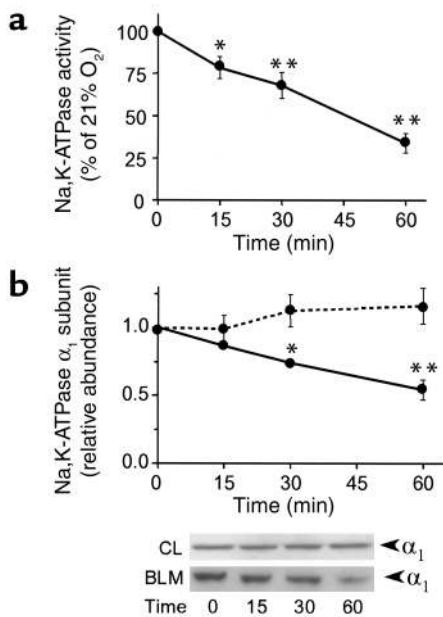 a
Na,K-ATPase activity
(% of 21% O₂)
100
75
50
25
0
*
**
**
0 15 30 45 60
Time (min)
b
Na,K-ATPase α₁ subunit
(relative abundance)
1.0
0.5
0.0
*
**
0 15 30 45 60
Time (min)
CL α₁
BLM α₁
Time 0 15 30 60